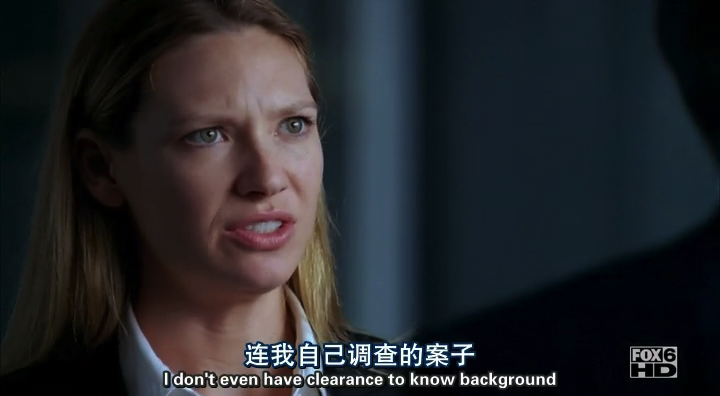 连我自己调查的案子
I don't even have clearance to know background
FOX6
HD